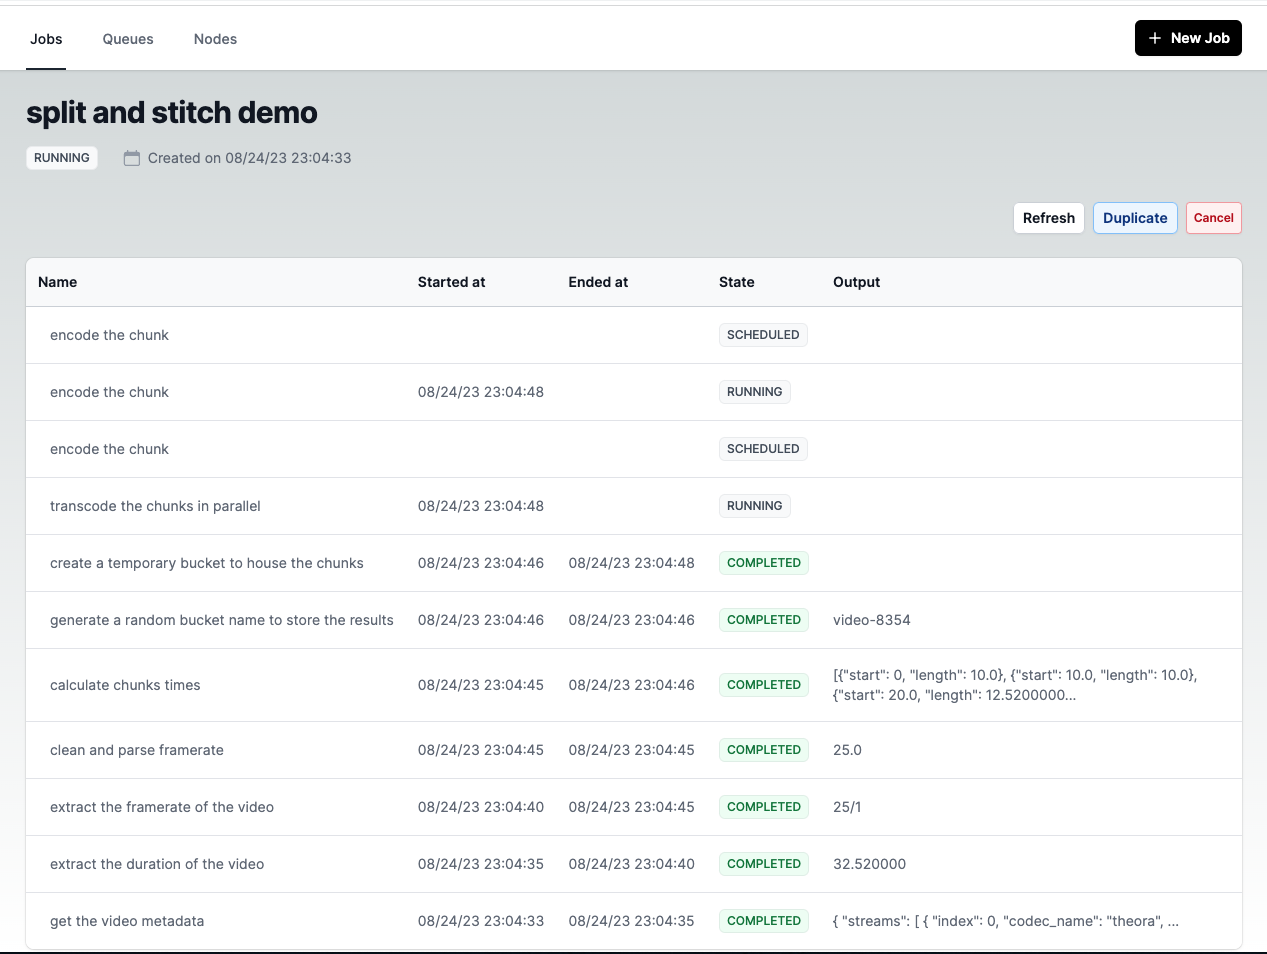 Jobs Queues Nodes + New Job
split and stitch demo
RUNNING Created on 08/24/23 23:04:33
Refresh Duplicate Cancel
Name Started at Ended at State Output
encode the chunk SCHEDULED
encode the chunk 08/24/23 23:04:48 RUNNING
encode the chunk SCHEDULED
transcode the chunks in parallel 08/24/23 23:04:48 RUNNING
create a temporary bucket to house the chunks 08/24/23 23:04:46 08/24/23 23:04:48 COMPLETED
generate a random bucket name to store the results 08/24/23 23:04:46 08/24/23 23:04:46 COMPLETED video-8354
calculate chunks times 08/24/23 23:04:45 08/24/23 23:04:46 COMPLETED [{"start": 0, "length": 10.0}, {"start": 10.0, "length": 10.0},
{"start": 20.0, "length": 12.5200000...
clean and parse framerate 08/24/23 23:04:45 08/24/23 23:04:45 COMPLETED 25.0
extract the framerate of the video 08/24/23 23:04:40 08/24/23 23:04:45 COMPLETED 25/1
extract the duration of the video 08/24/23 23:04:35 08/24/23 23:04:40 COMPLETED 32.520000
get the video metadata 08/24/23 23:04:33 08/24/23 23:04:35 COMPLETED { "streams": [ { "index": 0, "codec_name": "theora", ...